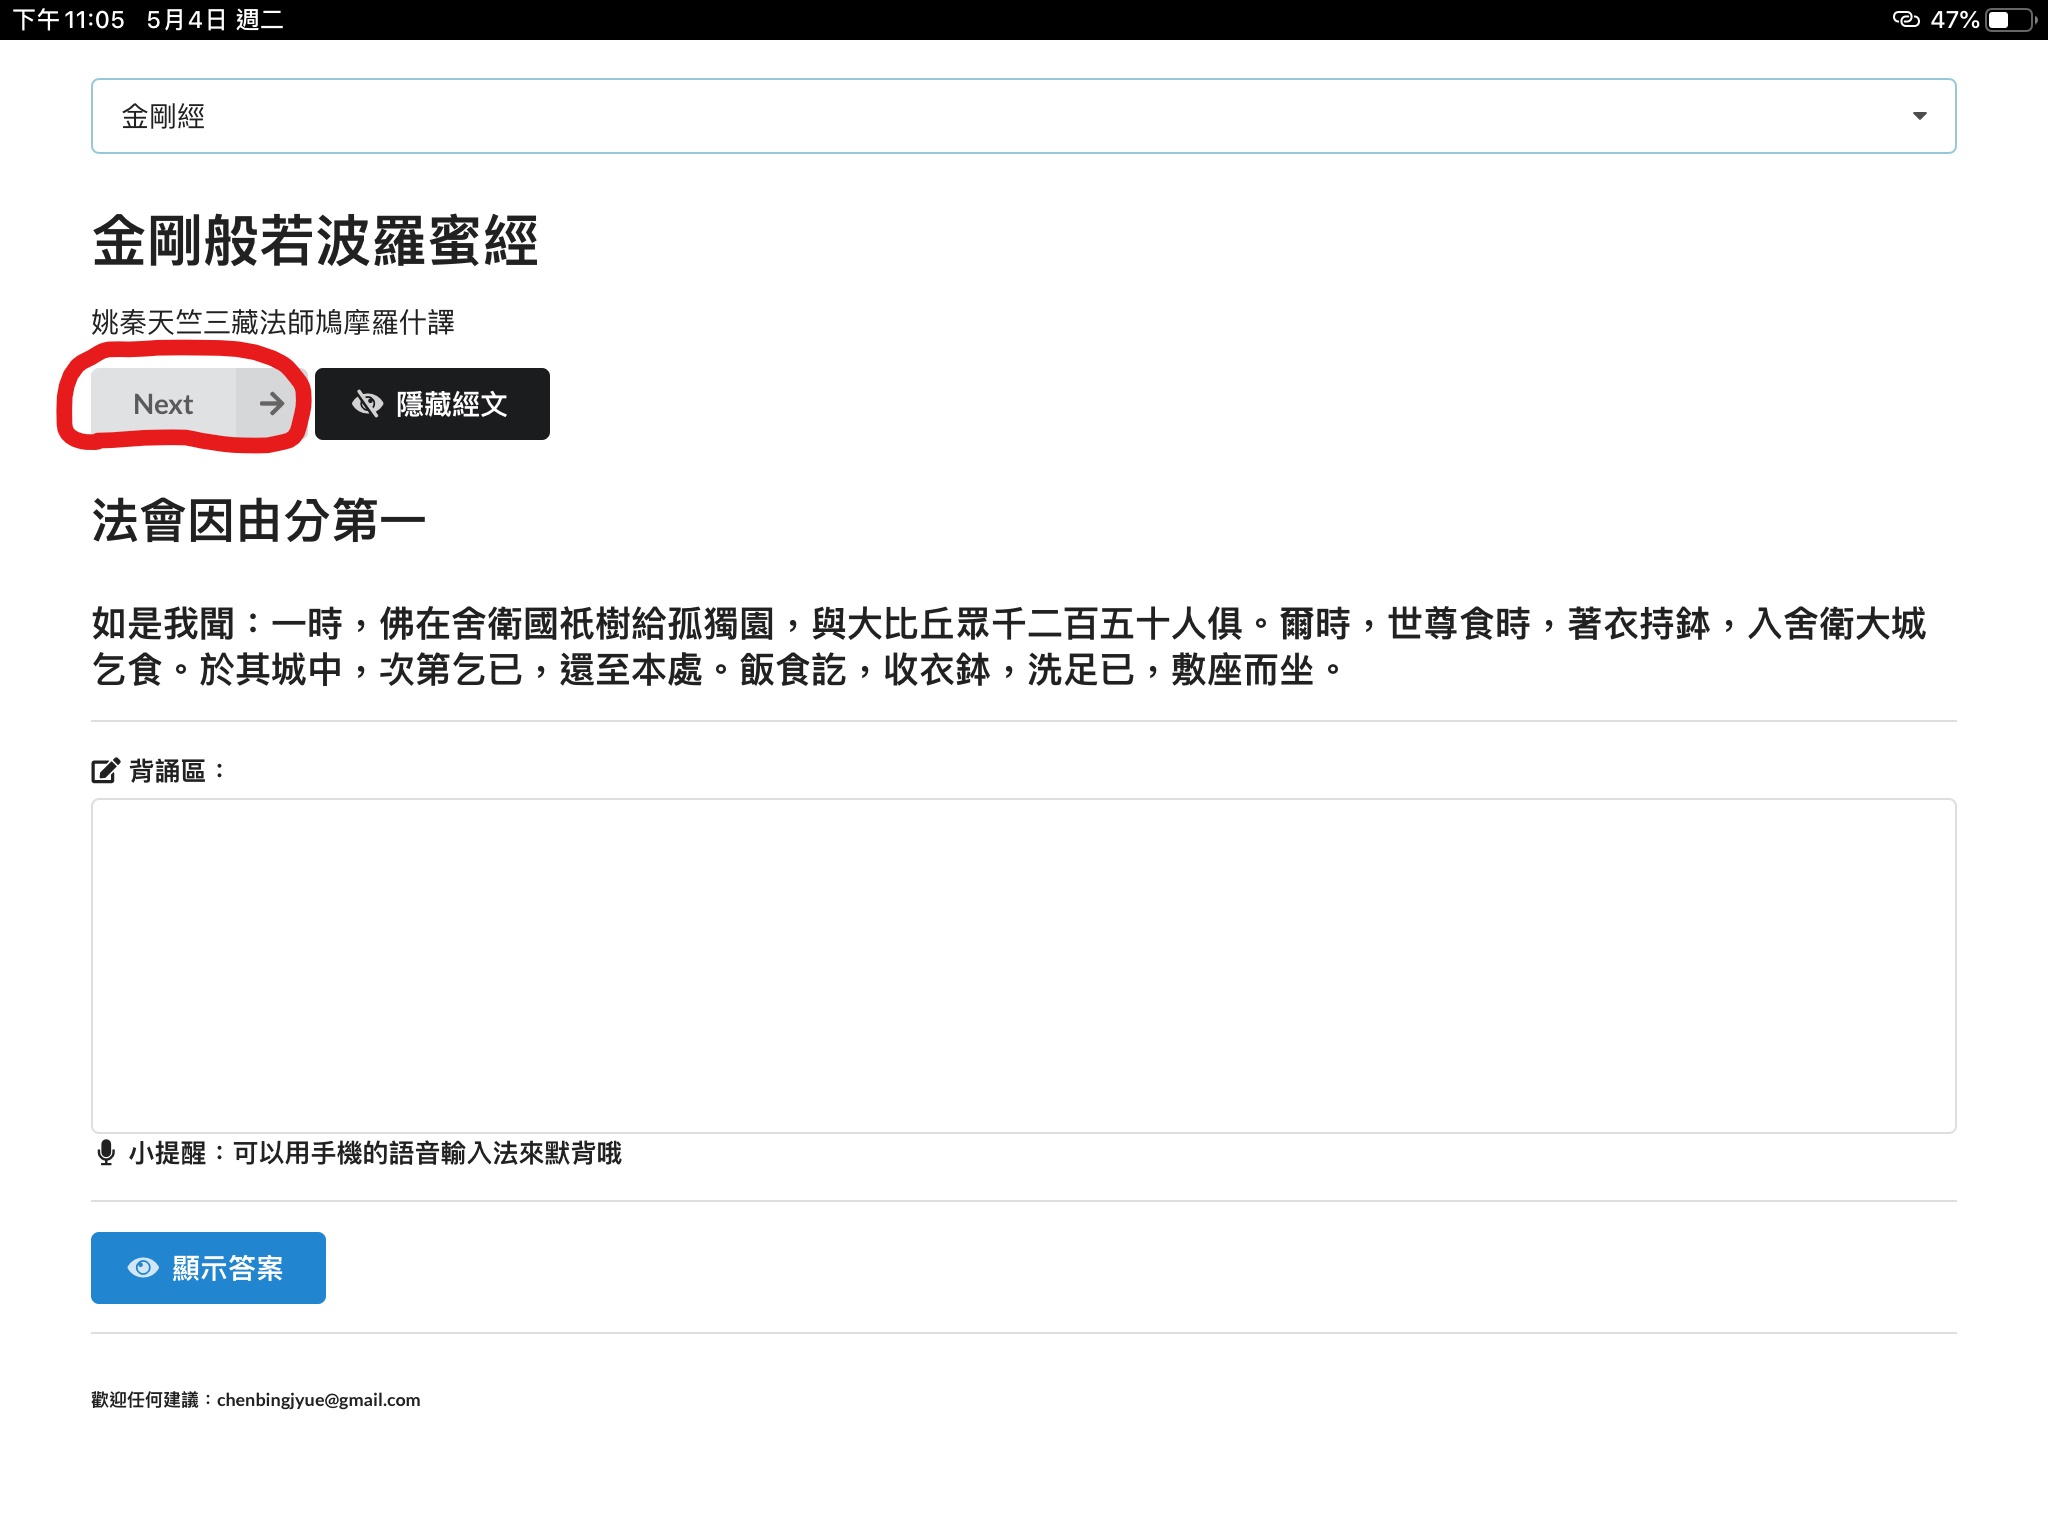 下午11:05 5月4日 週二 47%
金剛經
金剛般若波羅蜜經
姚秦天竺三藏法師鳩摩羅什譯
Next 隱藏經文
法會因由分第一
如是我聞：一時，佛在舍衛國祇樹給孤獨園，與大比丘眾千二百五十人俱。爾時，世尊食時，著衣持鉢，入舍衛大城
乞食。於其城中，次第乞已，還至本處。飯食訖，收衣鉢，洗足已，敷座而坐。
背誦區：
小提醒：可以用手機的語音輸入法來默背哦
顯示答案
歡迎任何建議：chenbingjyue@gmail.com